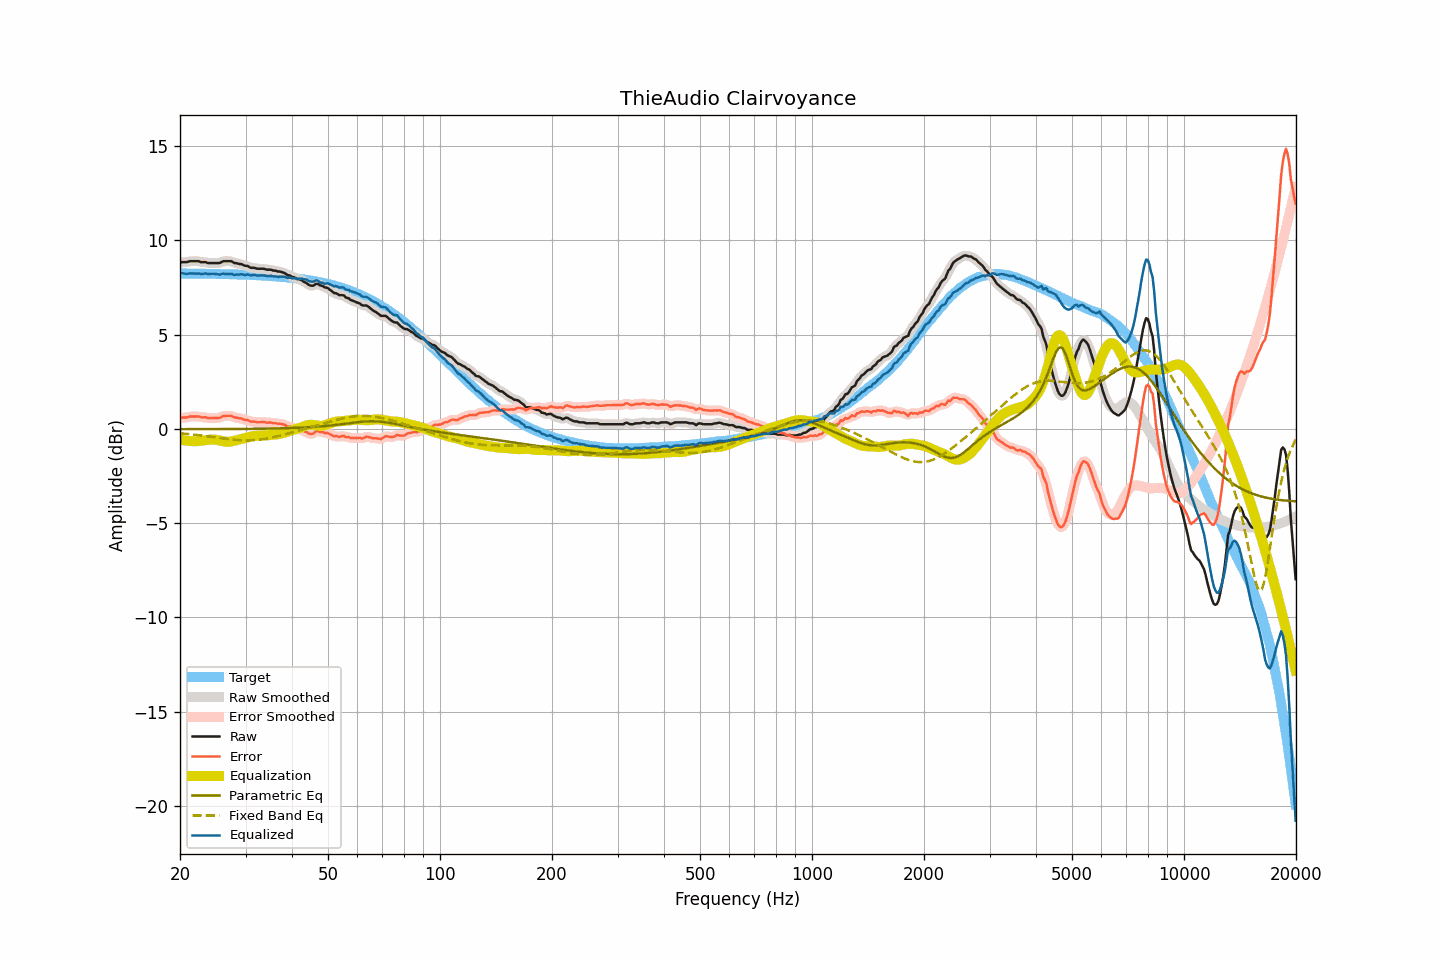 ThieAudio Clairvoyance
Amplitude (dBr)
15
10
5
0
−5
−10
−15
−20
Target
Raw Smoothed
Error Smoothed
Raw
Error
Equalization
Parametric Eq
Fixed Band Eq
Equalized
20 50 100 200 500 1000 2000 5000 10000 20000
Frequency (Hz)